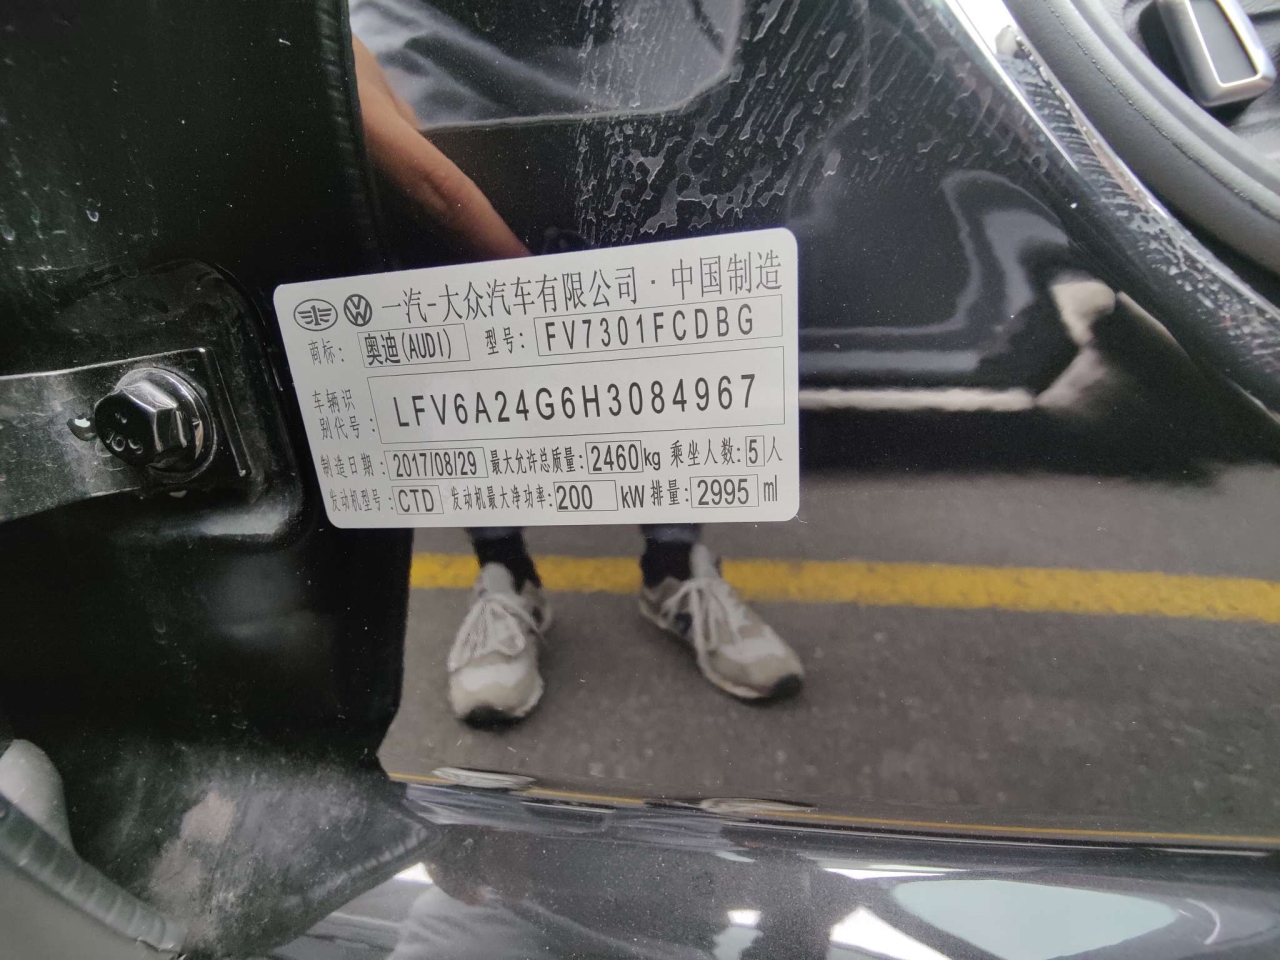 一汽-大众汽车有限公司·中国制造
商标: 奥迪(AUDI) 型号: FV7301FCDBG
车辆识别代号: LFV6A24G6H3084967
制造日期: 2017/08/29 最大允许总质量: 2460kg 乘坐人数: 5人
发动机型号: CTD 发动机最大净功率: 200 kW 排量: 2995 ml